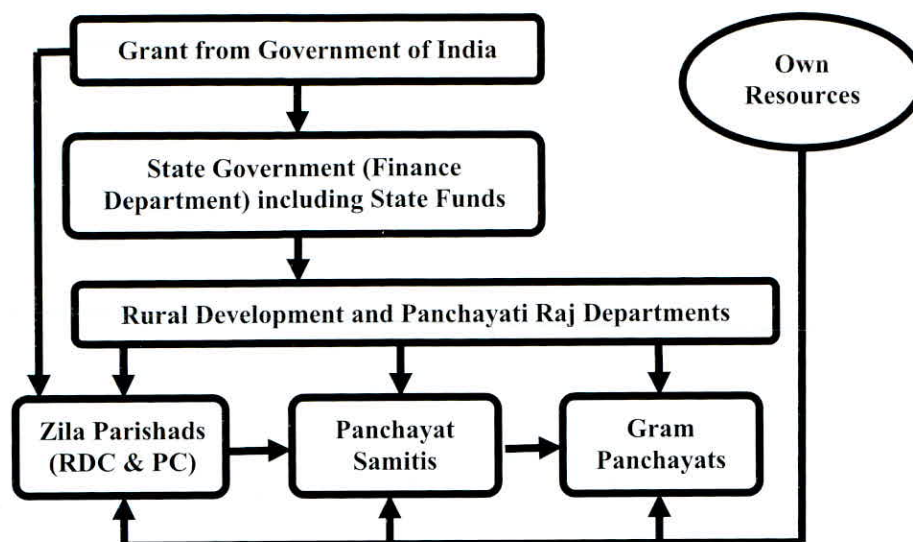 Grant from Government of India
Own
Resources
State Government (Finance
Department) including State Funds
Rural Development and Panchayati Raj Departments
Zila Parishads
(RDC & PC)
Panchayat
Samitis
Gram
Panchayats